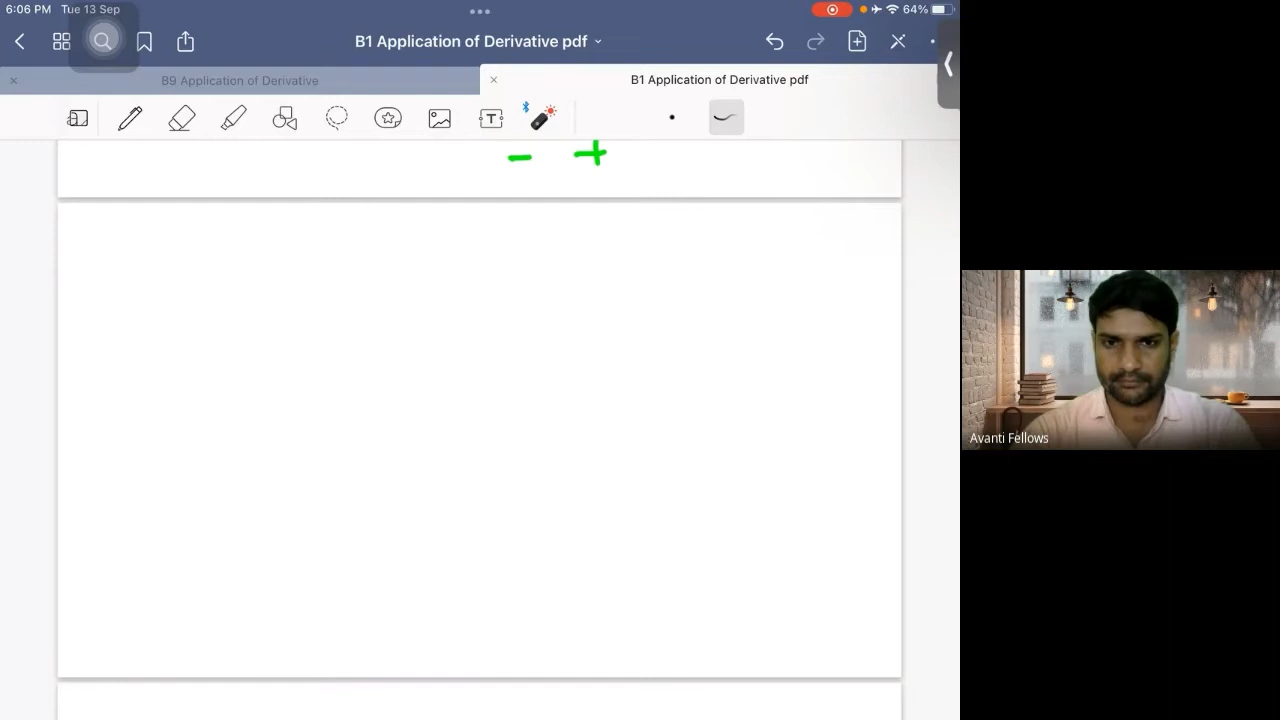 6:06 PM Tue 13 Sep
64%
B1 Application of Derivative pdf
B9 Application of Derivative
B1 Application of Derivative pdf
T
- +
Avanti Fellows